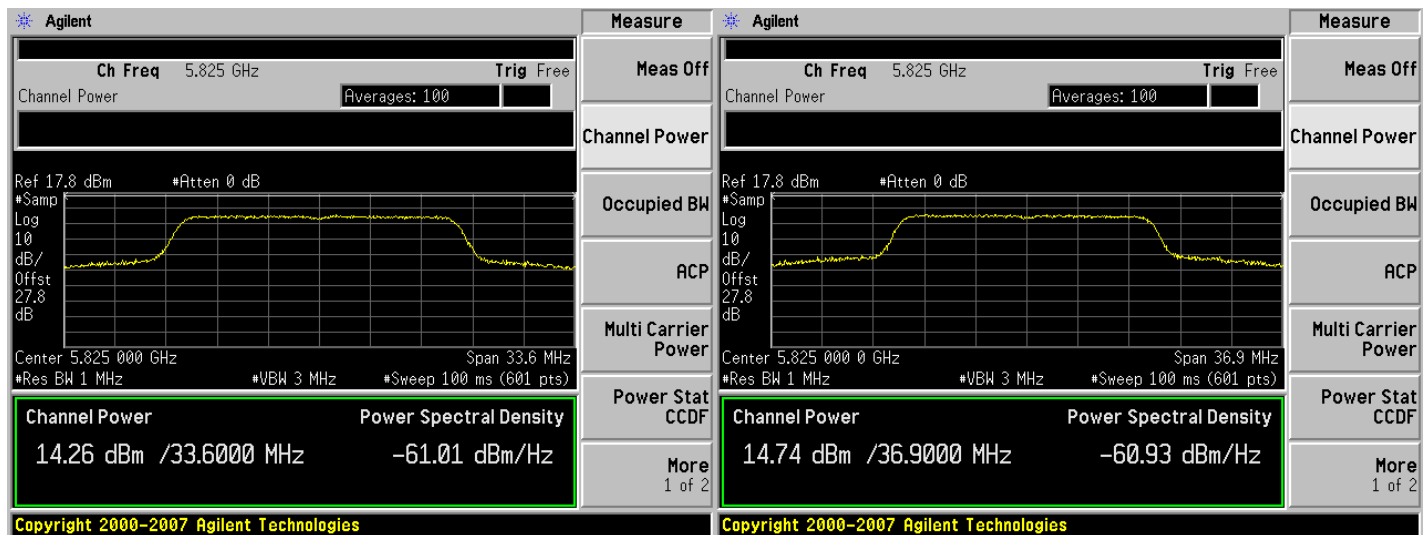 Agilent
Measure
Ch Freq 5.825 GHz Trig Free
Meas Off
Channel Power Averages: 100
Channel Power
Ref 17.8 dBm #Atten 0 dB
#Samp
Log
10
dB/
Offst
27.8
dB
Occupied BW
ACP
Multi Carrier
Power
Center 5.825 000 GHz Span 33.6 MHz
#Res BW 1 MHz #VBW 3 MHz #Sweep 100 ms (601 pts)
Power Stat
CCDF
Channel Power Power Spectral Density
14.26 dBm /33.6000 MHz -61.01 dBm/Hz
More
1 of 2
Copyright 2000-2007 Agilent Technologies
Agilent
Measure
Ch Freq 5.825 GHz Trig Free
Meas Off
Channel Power Averages: 100
Channel Power
Ref 17.8 dBm #Atten 0 dB
#Samp
Log
10
dB/
Offst
27.8
dB
Occupied BW
ACP
Multi Carrier
Power
Center 5.825 000 0 GHz Span 36.9 MHz
#Res BW 1 MHz #VBW 3 MHz #Sweep 100 ms (601 pts)
Power Stat
CCDF
Channel Power Power Spectral Density
14.74 dBm /36.9000 MHz -60.93 dBm/Hz
More
1 of 2
Copyright 2000-2007 Agilent Technologies